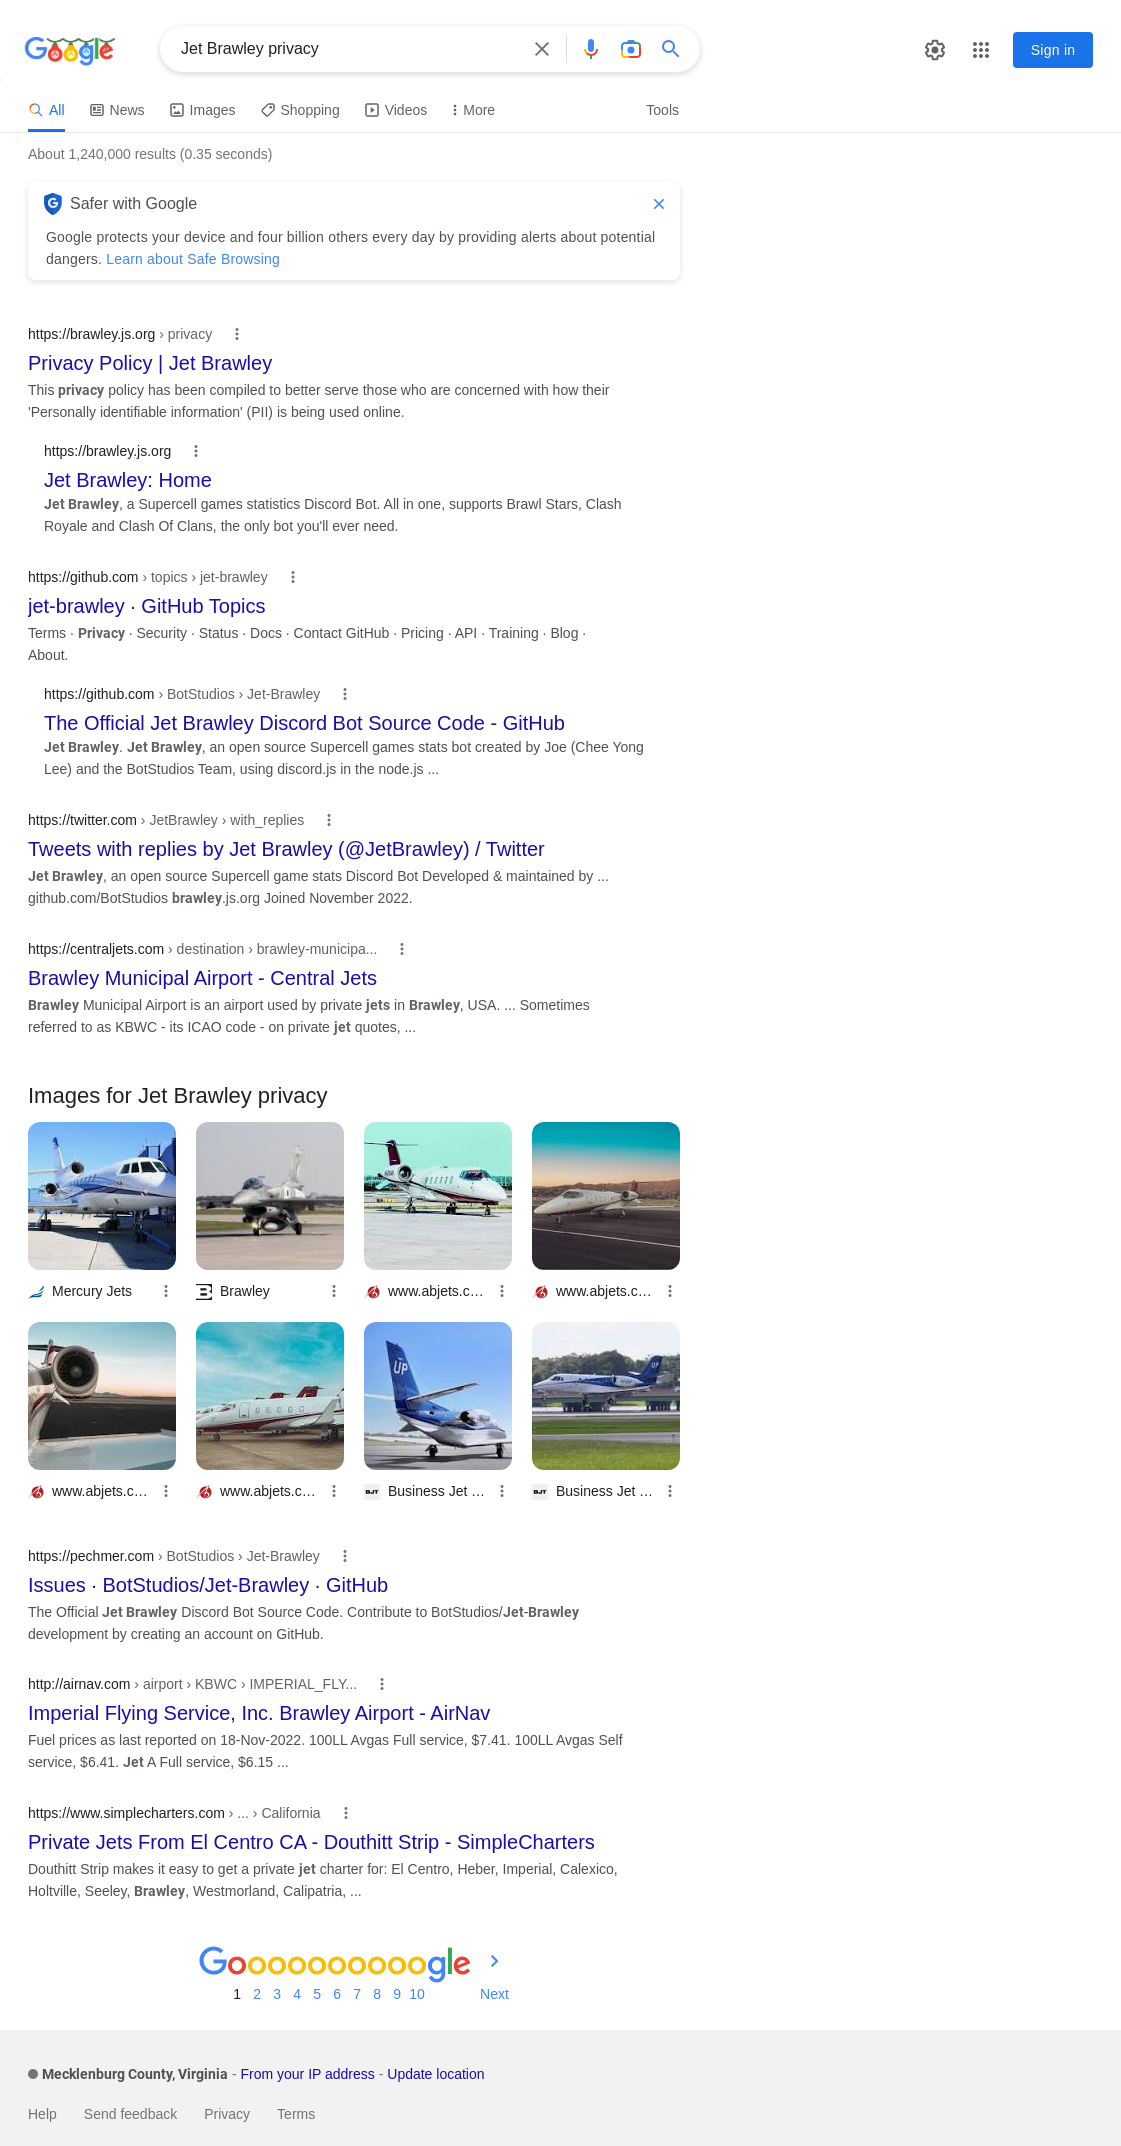 Google
Jet Brawley privacy
Sign in
All News Images Shopping Videos More Tools
About 1,240,000 results (0.35 seconds)
Safer with Google
Google protects your device and four billion others every day by providing alerts about potential
dangers. Learn about Safe Browsing
https://brawley.js.org › privacy
Privacy Policy | Jet Brawley
This privacy policy has been compiled to better serve those who are concerned with how their
'Personally identifiable information' (PII) is being used online.
https://brawley.js.org
Jet Brawley: Home
Jet Brawley, a Supercell games statistics Discord Bot. All in one, supports Brawl Stars, Clash
Royale and Clash Of Clans, the only bot you'll ever need.
https://github.com › topics › jet-brawley
jet-brawley · GitHub Topics
Terms · Privacy · Security · Status · Docs · Contact GitHub · Pricing · API · Training · Blog ·
About.
https://github.com › BotStudios › Jet-Brawley
The Official Jet Brawley Discord Bot Source Code - GitHub
Jet Brawley. Jet Brawley, an open source Supercell games stats bot created by Joe (Chee Yong
Lee) and the BotStudios Team, using discord.js in the node.js ...
https://twitter.com › JetBrawley › with_replies
Tweets with replies by Jet Brawley (@JetBrawley) / Twitter
Jet Brawley, an open source Supercell game stats Discord Bot Developed & maintained by ...
github.com/BotStudios brawley.js.org Joined November 2022.
https://centraljets.com › destination › brawley-municipa...
Brawley Municipal Airport - Central Jets
Brawley Municipal Airport is an airport used by private jets in Brawley, USA. ... Sometimes
referred to as KBWC - its ICAO code - on private jet quotes, ...
Images for Jet Brawley privacy
Mercury Jets Brawley www.abjets.c... www.abjets.c...
UP UP
www.abjets.c... www.abjets.c... BJT Business Jet ... BJT Business Jet ...
https://pechmer.com › BotStudios › Jet-Brawley
Issues · BotStudios/Jet-Brawley · GitHub
The Official Jet Brawley Discord Bot Source Code. Contribute to BotStudios/Jet-Brawley
development by creating an account on GitHub.
http://airnav.com › airport › KBWC › IMPERIAL_FLY...
Imperial Flying Service, Inc. Brawley Airport - AirNav
Fuel prices as last reported on 18-Nov-2022. 100LL Avgas Full service, $7.41. 100LL Avgas Self
service, $6.41. Jet A Full service, $6.15 ...
https://www.simplecharters.com › ... › California
Private Jets From El Centro CA - Douthitt Strip - SimpleCharters
Douthitt Strip makes it easy to get a private jet charter for: El Centro, Heber, Imperial, Calexico,
Holtville, Seeley, Brawley, Westmorland, Calipatria, ...
Goooooooooogle
1 2 3 4 5 6 7 8 9 10 Next
Mecklenburg County, Virginia - From your IP address - Update location
Help Send feedback Privacy Terms